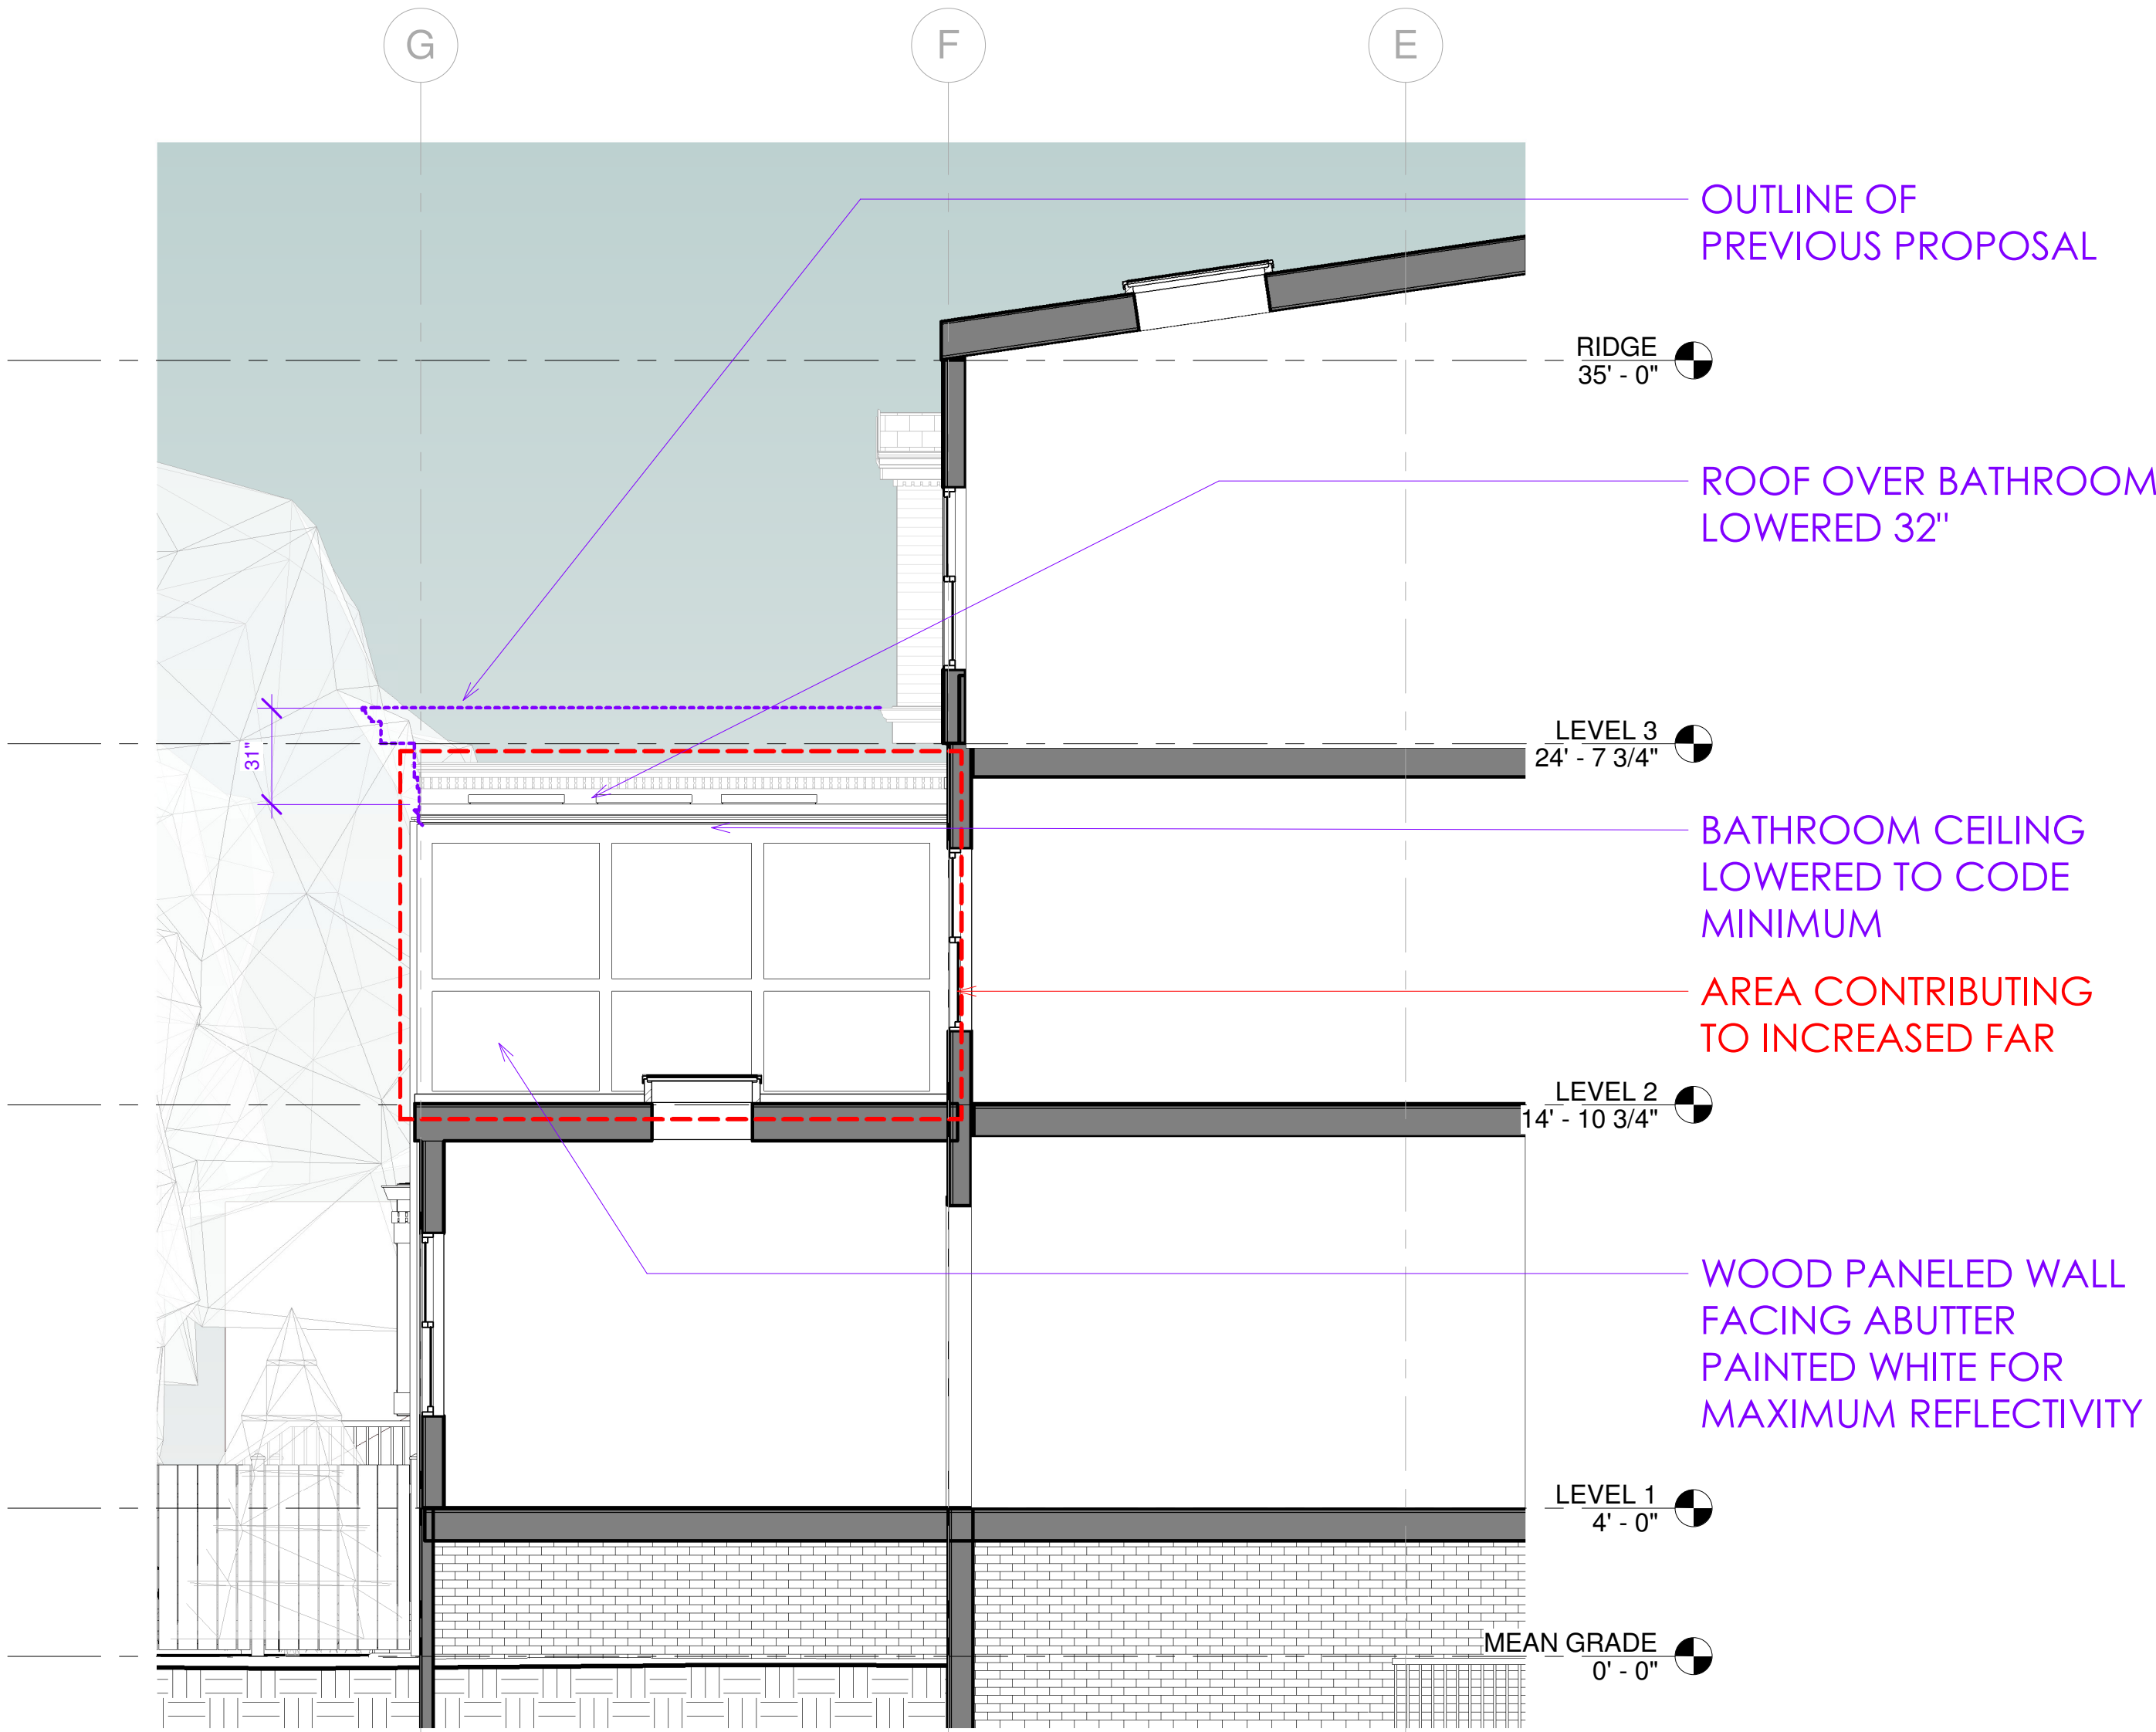 G
F
E
OUTLINE OF
PREVIOUS PROPOSAL
RIDGE
35' - 0"
ROOF OVER BATHROOM
LOWERED 32"
31"
LEVEL 3
24' - 7 3/4"
BATHROOM CEILING
LOWERED TO CODE
MINIMUM
AREA CONTRIBUTING
TO INCREASED FAR
LEVEL 2
14' - 10 3/4"
WOOD PANELED WALL
FACING ABUTTER
PAINTED WHITE FOR
MAXIMUM REFLECTIVITY
LEVEL 1
4' - 0"
MEAN GRADE
0' - 0"